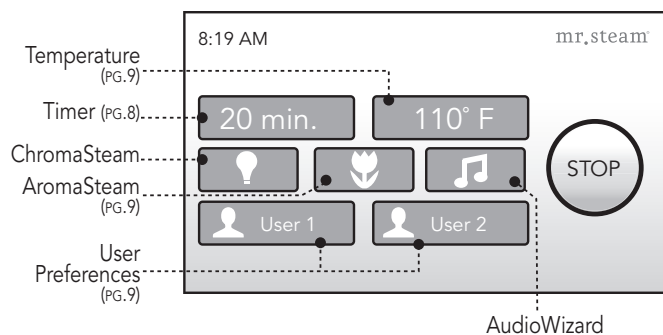 8:19 AM
mr.steam®
Temperature
(PG.9)
Timer (PG.8)
20 min.
110° F
ChromaSteam
AromaSteam
(PG.9)
STOP
User 1
User 2
User
Preferences
(PG.9)
AudioWizard